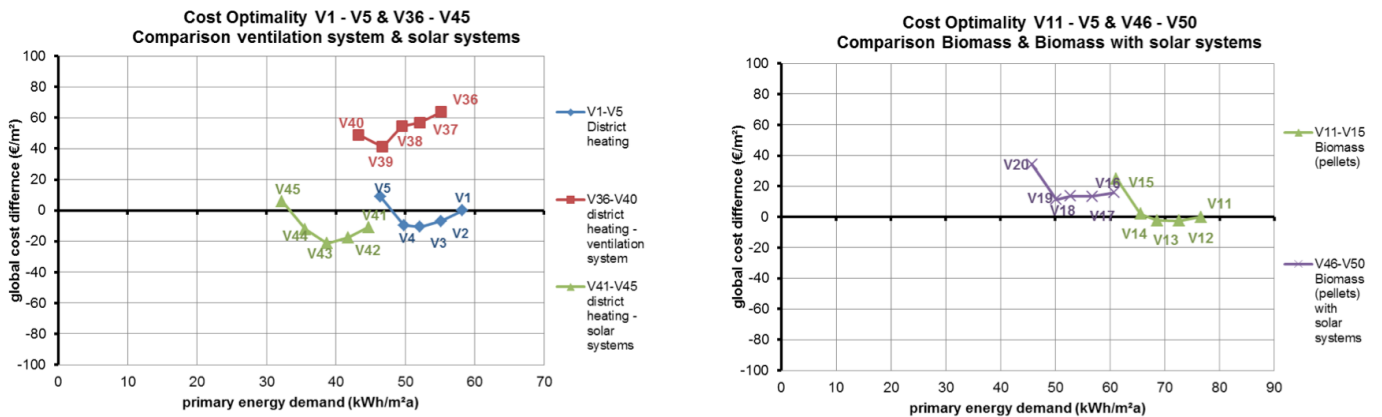 Cost Optimality V1 - V5 & V36 - V45
Comparison ventilation system & solar systems
global cost differnce (€/m²)
100
80
60
40
20
0
-20
-40
-60
-80
-100
0
10
20
30
40
50
60
70
primary energy demand (kWh/m²a)
V36
V37
V38
V39
V40
V1
V2
V3
V4
V5
V41
V42
V43
V44
V45
V1-V5
District
heating
V36-V40
district
heating -
ventilation
system
V41-V45
district
heating -
solar
systems
Cost Optimality V11 - V5 & V46 - V50
Comparison Biomass & Biomass with solar systems
global cost differnce (€/m²)
100
80
60
40
20
0
-20
-40
-60
-80
-100
0
10
20
30
40
50
60
70
80
90
primary energy demand (kWh/m²a)
V20
V19
V18
V17
V16
V15
V14
V13
V12
V11
V11-V15
Biomass
(pellets)
V46-V50
Biomass
(pellets)
with
solar
systems